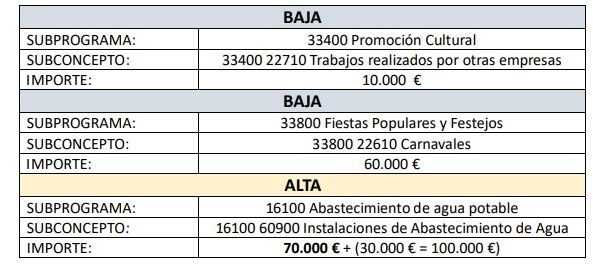 BAJA
SUBPROGRAMA: 33400 Promoción Cultural
SUBCONCEPTO: 33400 22710 Trabajos realizados por otras empresas
IMPORTE: 10.000 €
BAJA
SUBPROGRAMA: 33800 Fiestas Populares y Festejos
SUBCONCEPTO: 33800 22610 Carnavales
IMPORTE: 60.000 €
ALTA
SUBPROGRAMA: 16100 Abastecimiento de agua potable
SUBCONCEPTO: 16100 60900 Instalaciones de Abastecimiento de Agua
IMPORTE: 70.000 € + (30.000 € = 100.000 €)